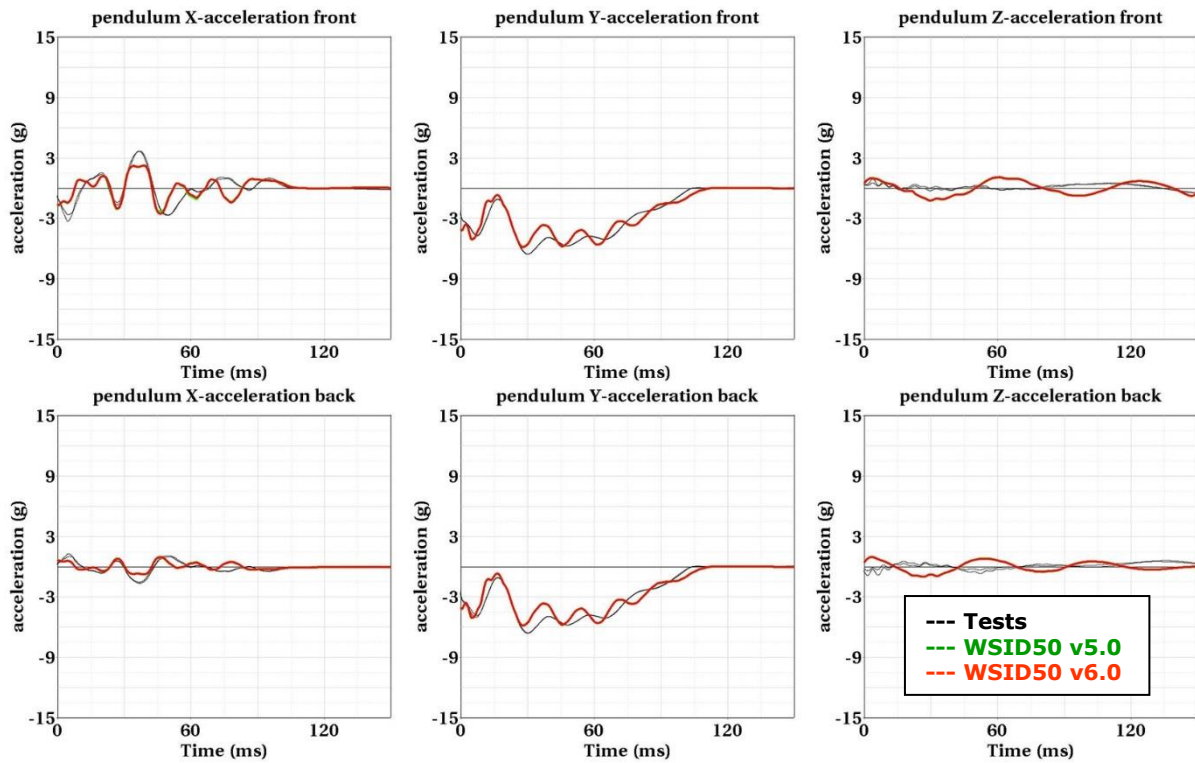 pendulum X-acceleration front
15
9
3
-3
-9
-15
acceleration (g)
0
60
120
Time (ms)
pendulum Y-acceleration front
15
9
3
-3
-9
-15
acceleration (g)
0
60
120
Time (ms)
pendulum Z-acceleration front
15
9
3
-3
-9
-15
acceleration (g)
0
60
120
Time (ms)
pendulum X-acceleration back
15
9
3
-3
-9
-15
acceleration (g)
0
60
120
Time (ms)
pendulum Y-acceleration back
15
9
3
-3
-9
-15
acceleration (g)
0
60
120
Time (ms)
pendulum Z-acceleration back
15
9
3
-3
-9
-15
acceleration (g)
0
60
120
Time (ms)
--- Tests
--- WSID50 v5.0
--- WSID50 v6.0